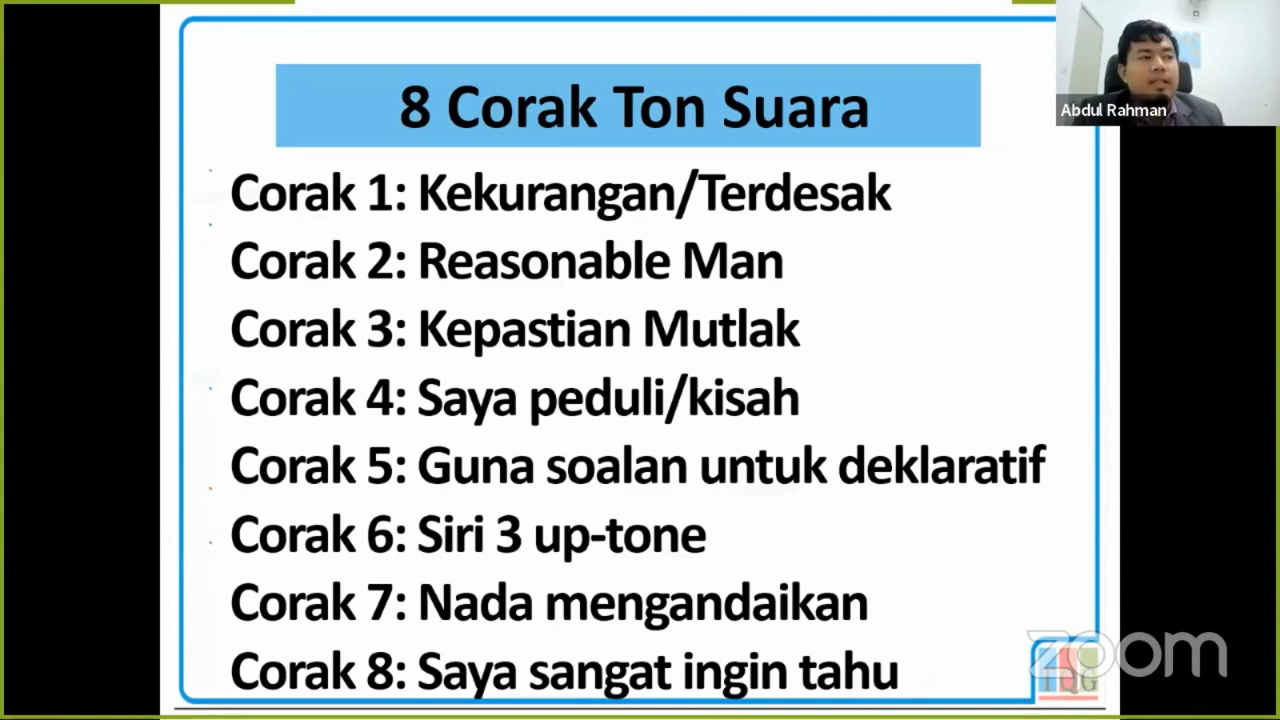 8 Corak Ton Suara
Abdul Rahman
Corak 1: Kekurangan/Terdesak
Corak 2: Reasonable Man
Corak 3: Kepastian Mutlak
Corak 4: Saya peduli/kisah
Corak 5: Guna soalan untuk deklaratif
Corak 6: Siri 3 up-tone
Corak 7: Nada mengandaikan
Corak 8: Saya sangat ingin tahu
zoom